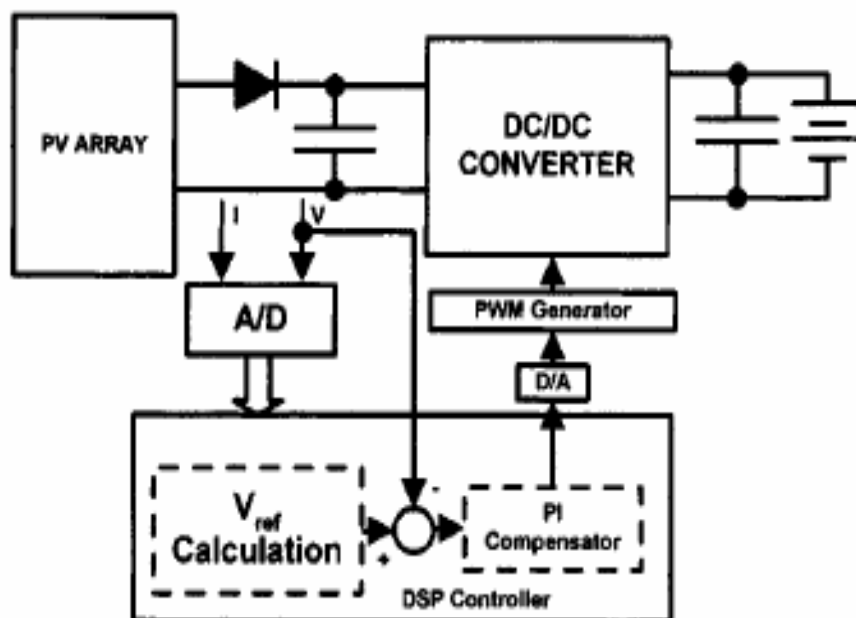 PV ARRAY
DC/DC
CONVERTER
I
V
A/D
PWM Generator
D/A
V_ref
Calculation
+
-
PI
Compensator
DSP Controller